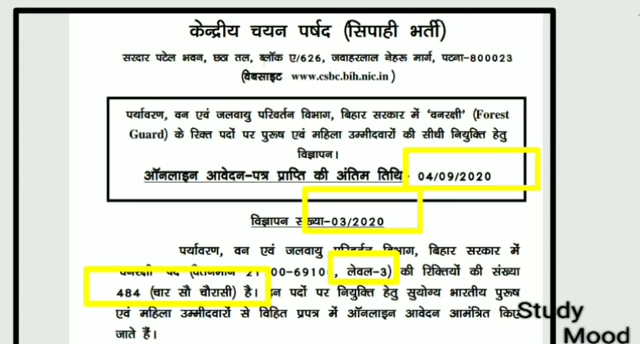 केन्द्रीय चयन पर्षद (सिपाही भर्ती)
सरदार पटेल भवन, छठा तल, ब्लॉक ए/626, जवाहरलाल नेहरू मार्ग, पटना-800023
(वेबसाइट www.csbc.bih.nic.in)
पर्यावरण, वन एवं जलवायु परिवर्तन विभाग, बिहार सरकार में 'वनरक्षी' (Forest
Guard) के रिक्त पदों पर पुरूष एवं महिला उम्मीदवारों की सीधी नियुक्ति हेतु
विज्ञापन।
ऑनलाइन आवेदन-पत्र प्राप्ति की अंतिम तिथि- 04/09/2020
विज्ञापन संख्या-03/2020
पर्यावरण, वन एवं जलवायु परिवर्तन विभाग, बिहार सरकार में
वनरक्षी पद (वेतनमान 21 00-6910 , लेवल-3) की रिक्तियों की संख्या
484 (चार सौ चौरासी) है। इन पदों पर नियुक्ति हेतु सुयोग्य भारतीय पुरूष
एवं महिला उम्मीदवारों से विहित प्रपत्र में ऑनलाइन आवेदन आमंत्रित किए
जाते हैं।
Study
Mood